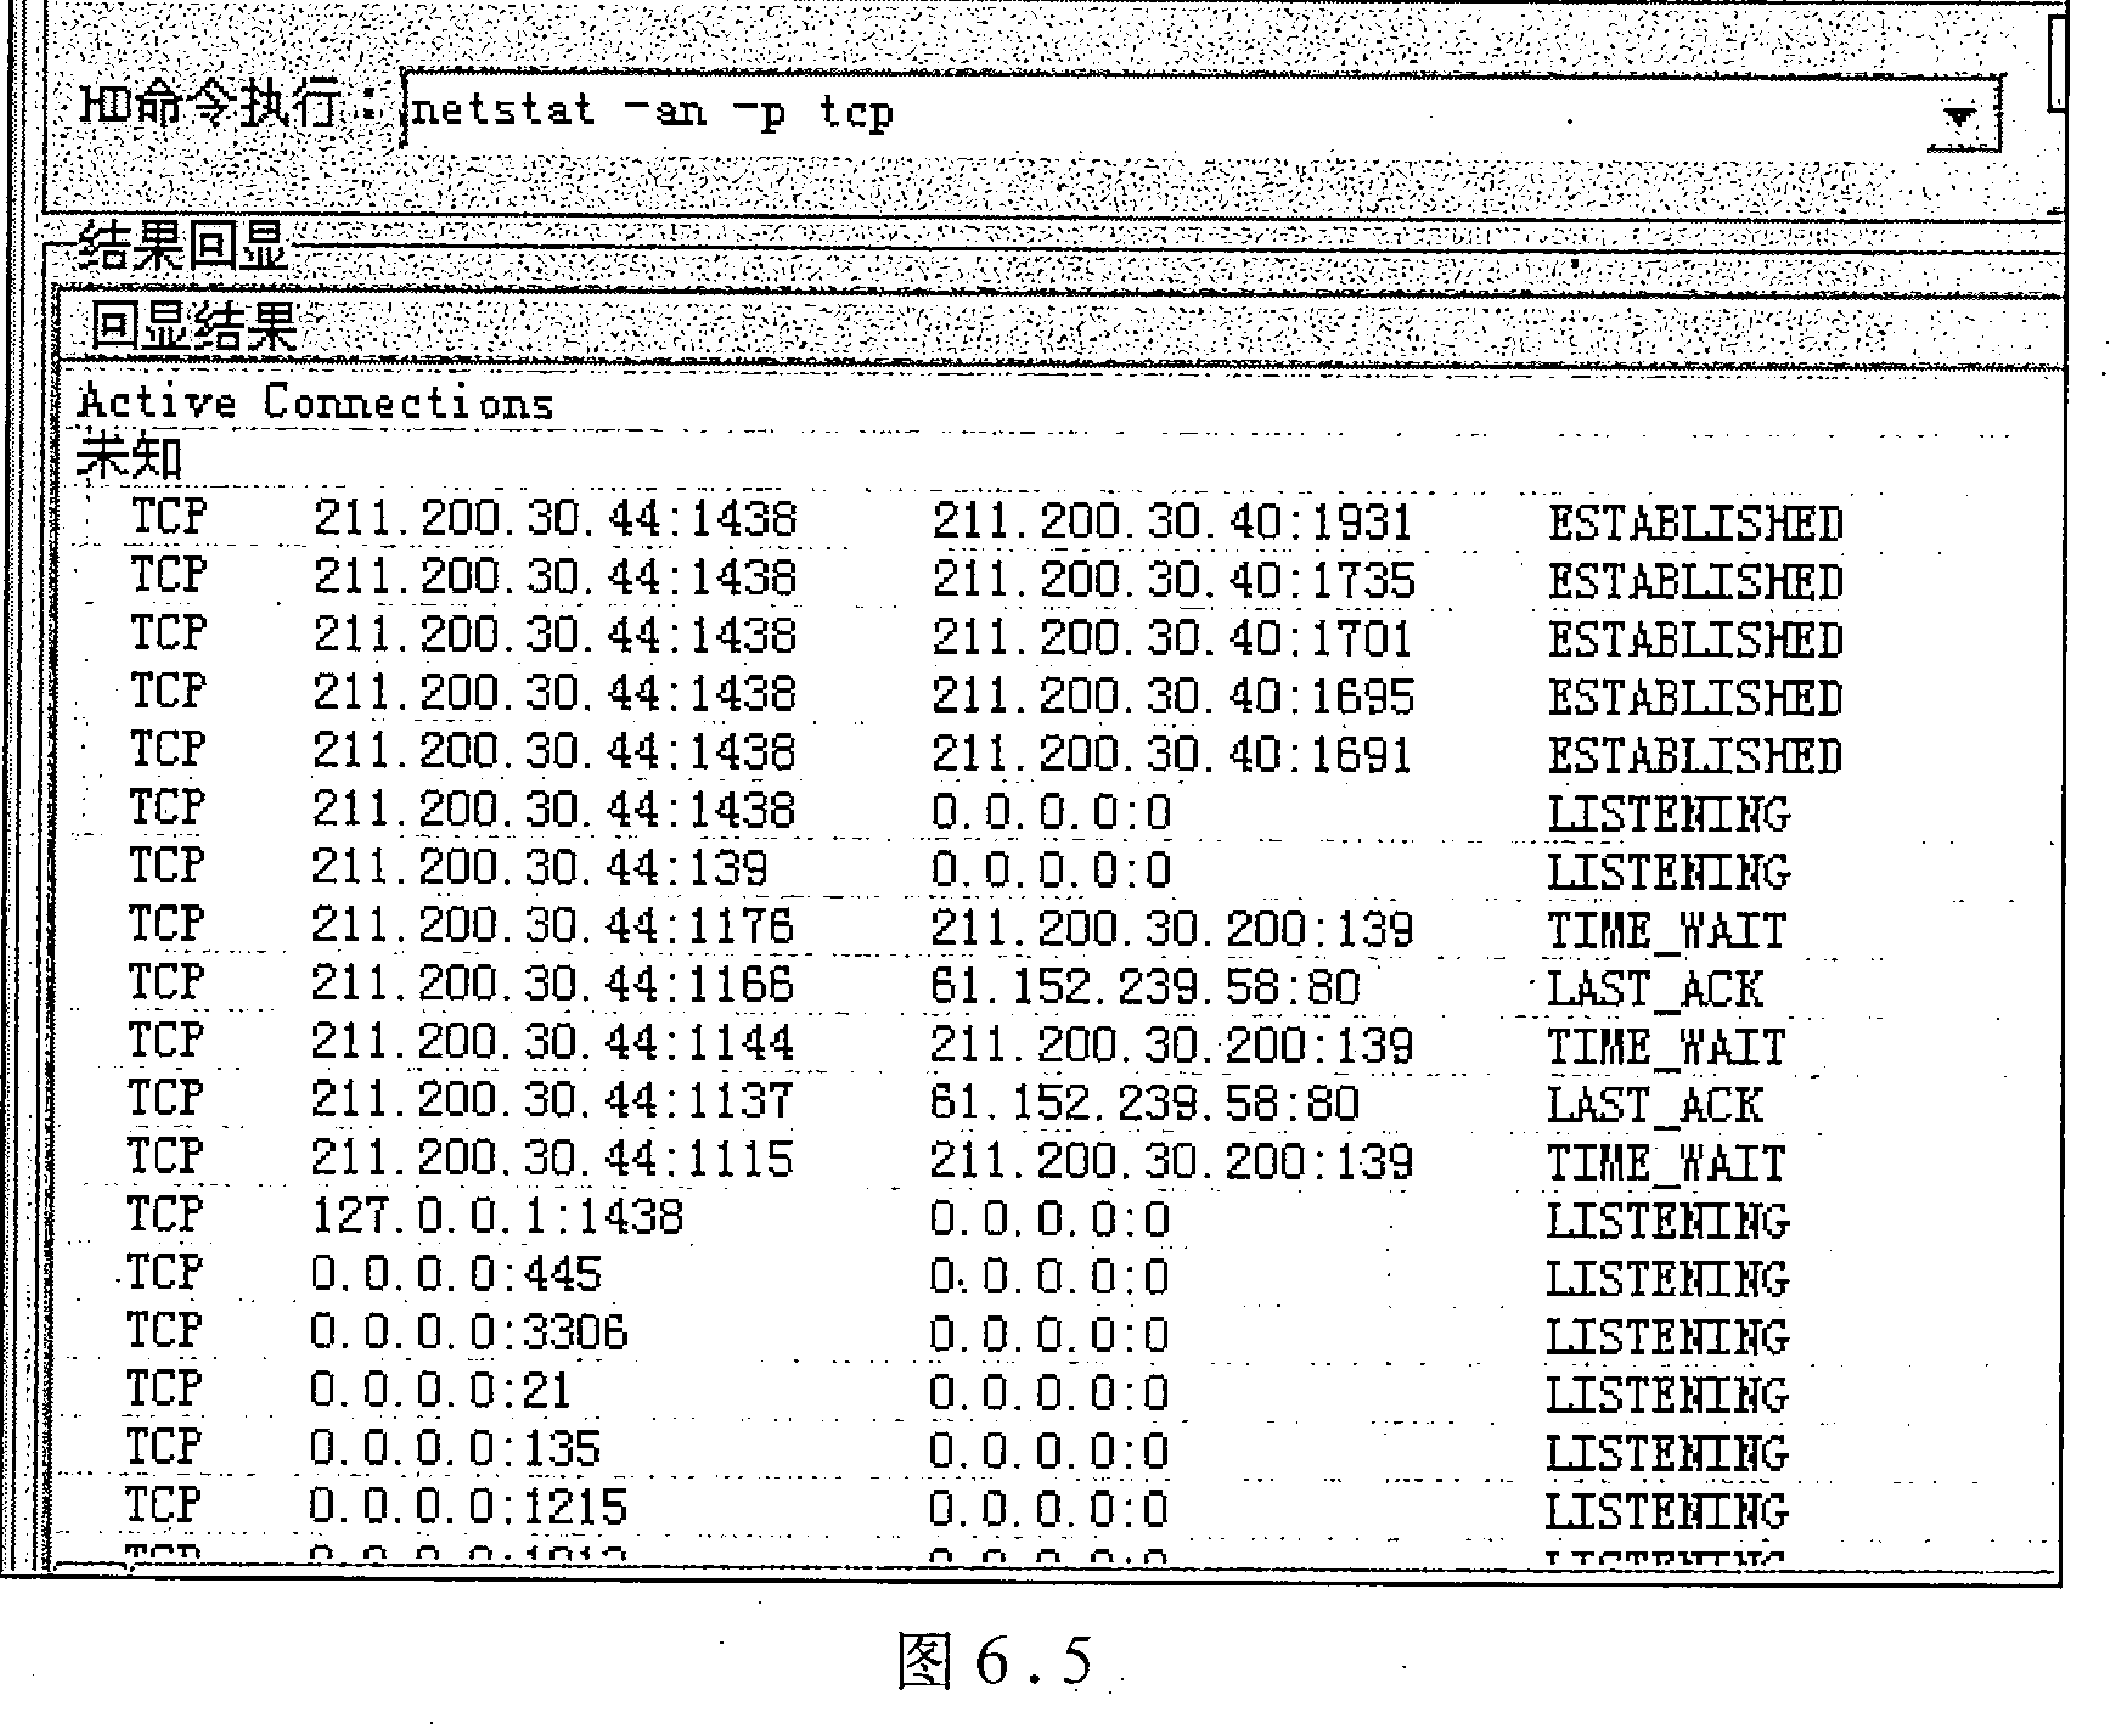 HD命令执行：netstat -an -p tcp
结果回显
回显结果
Active Connections
未知
TCP 211.200.30.44:1438 211.200.30.40:1931 ESTABLISHED
TCP 211.200.30.44:1438 211.200.30.40:1735 ESTABLISHED
TCP 211.200.30.44:1438 211.200.30.40:1701 ESTABLISHED
TCP 211.200.30.44:1438 211.200.30.40:1695 ESTABLISHED
TCP 211.200.30.44:1438 211.200.30.40:1691 ESTABLISHED
TCP 211.200.30.44:1438 0.0.0.0:0 LISTENING
TCP 211.200.30.44:139 0.0.0.0:0 LISTENING
TCP 211.200.30.44:1176 211.200.30.200:139 TIME_WAIT
TCP 211.200.30.44:1166 61.152.239.58:80 LAST_ACK
TCP 211.200.30.44:1144 211.200.30.200:139 TIME_WAIT
TCP 211.200.30.44:1137 61.152.239.58:80 LAST_ACK
TCP 211.200.30.44:1115 211.200.30.200:139 TIME_WAIT
TCP 127.0.0.1:1438 0.0.0.0:0 LISTENING
TCP 0.0.0.0:445 0.0.0.0:0 LISTENING
TCP 0.0.0.0:3306 0.0.0.0:0 LISTENING
TCP 0.0.0.0:21 0.0.0.0:0 LISTENING
TCP 0.0.0.0:135 0.0.0.0:0 LISTENING
TCP 0.0.0.0:1215 0.0.0.0:0 LISTENING
图 6.5